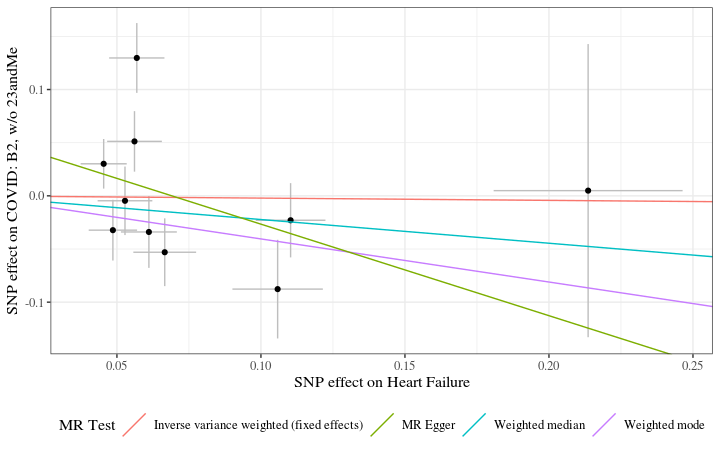 SNP effect on COVID: B2, w/o 23andMe
0.1
0.0
-0.1
0.05 0.10 0.15 0.20 0.25
SNP effect on Heart Failure
MR Test Inverse variance weighted (fixed effects) MR Egger Weighted median Weighted mode